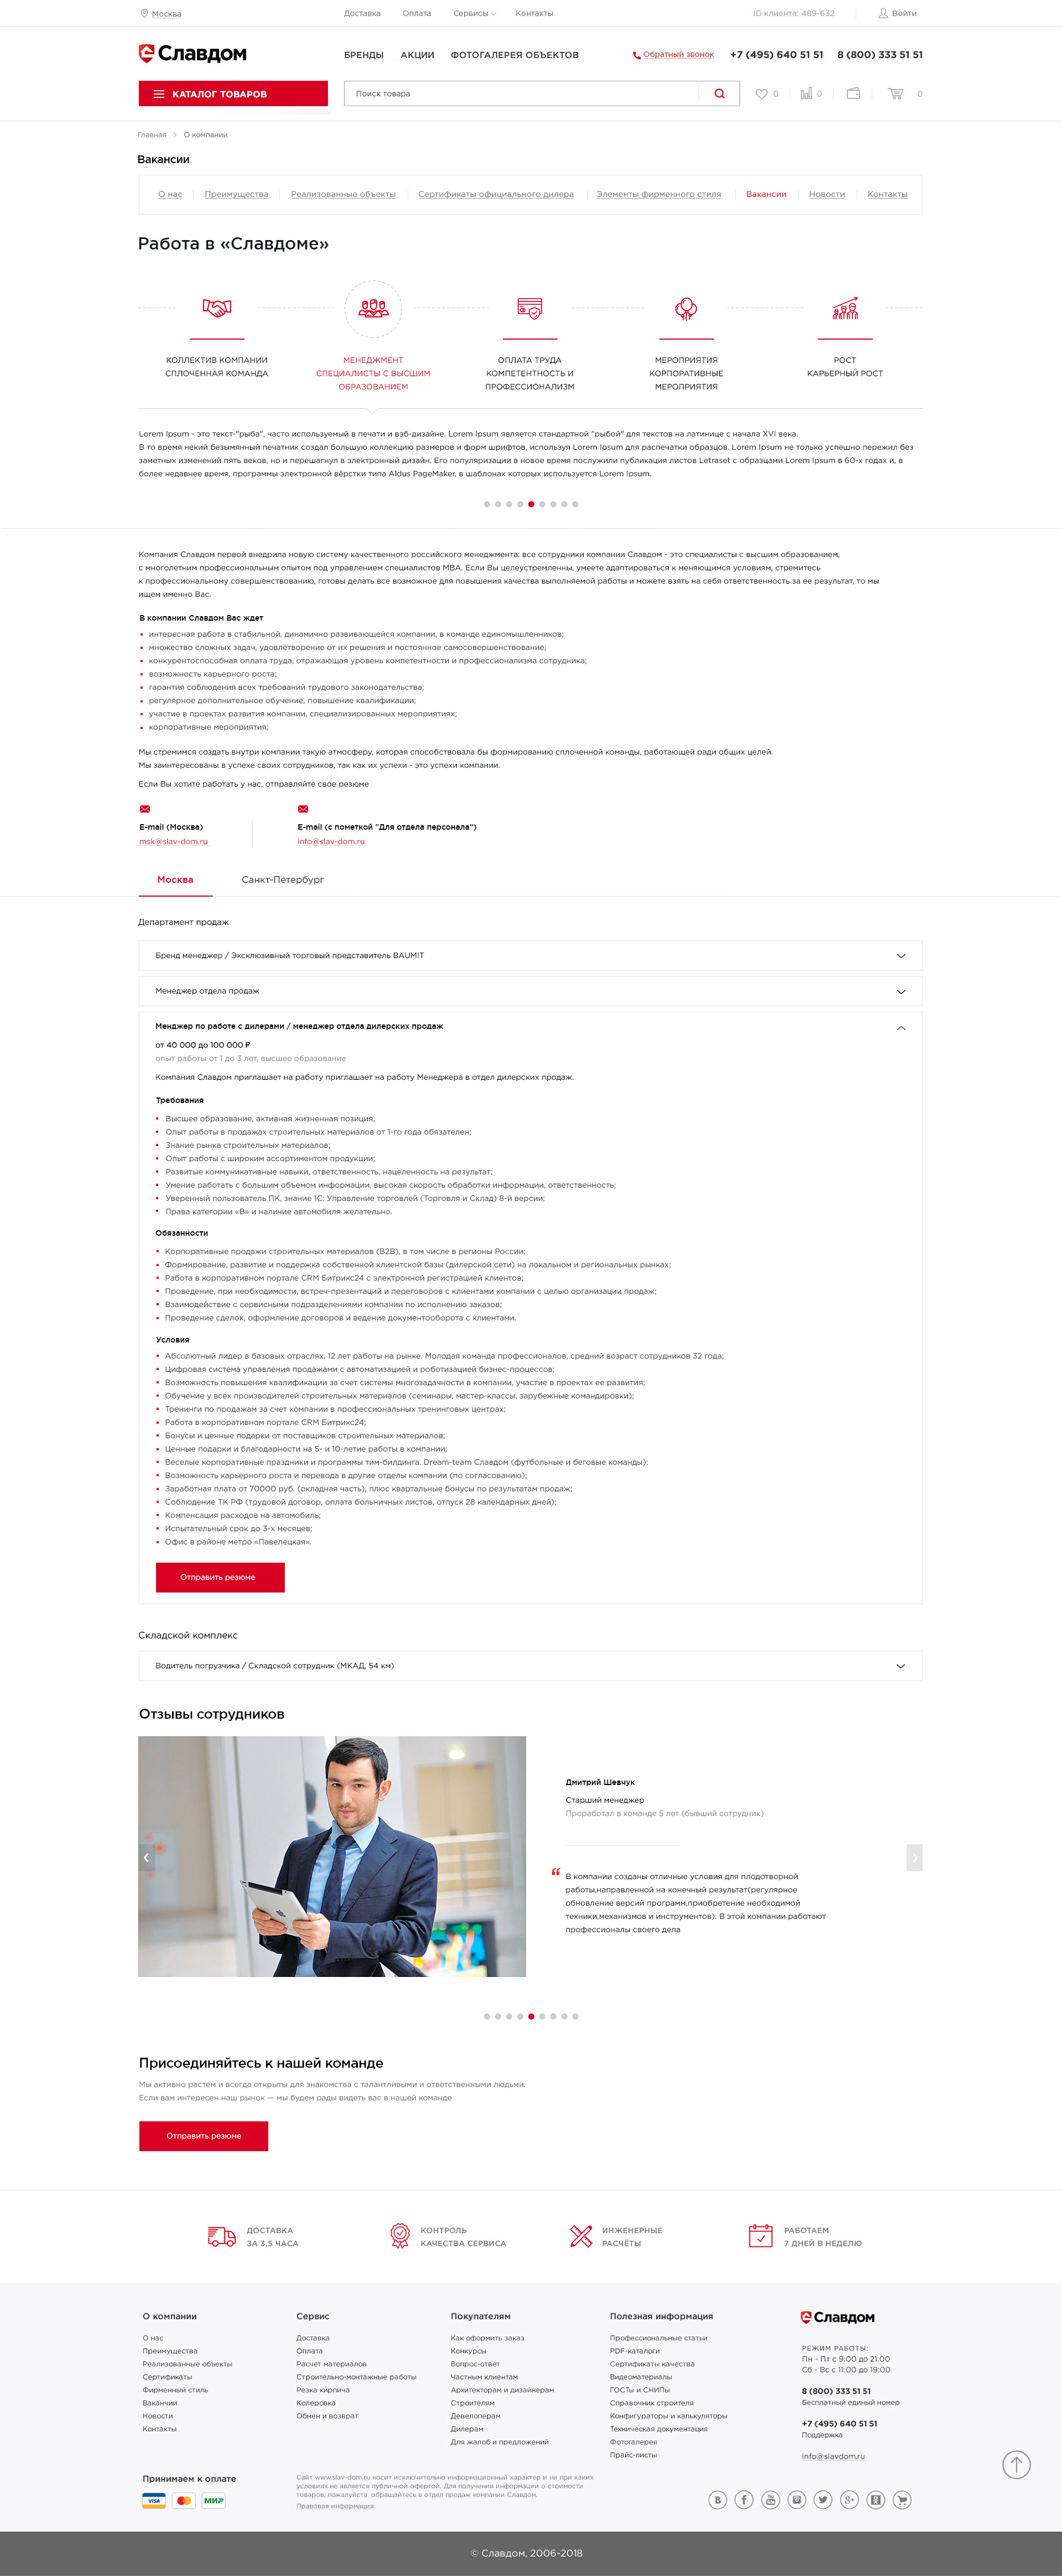 Москва
Доставка Оплата Сервисы Контакты
ID клиента: 489-632
Войти
Славдом
БРЕНДЫ АКЦИИ ФОТОГАЛЕРЕЯ ОБЪЕКТОВ
Обратный звонок
+7 (495) 640 51 51 8 (800) 333 51 51
КАТАЛОГ ТОВАРОВ
Поиск товара
0 0 0
Главная О компании
Вакансии
О нас Преимущества Реализованные объекты Сертификаты официального дилера Элементы фирменного стиля Вакансии Новости Контакты
Работа в «Славдоме»
КОЛЛЕКТИВ КОМПАНИИ
СПЛОЧЕННАЯ КОМАНДА
МЕНЕДЖМЕНТ
СПЕЦИАЛИСТЫ С ВЫСШИМ
ОБРАЗОВАНИЕМ
ОПЛАТА ТРУДА
КОМПЕТЕНТНОСТЬ И
ПРОФЕССИОНАЛИЗМ
МЕРОПРИЯТИЯ
КОРПОРАТИВНЫЕ
МЕРОПРИЯТИЯ
РОСТ
КАРЬЕРНЫЙ РОСТ
Lorem Ipsum - это текст-"рыба", часто используемый в печати и вэб-дизайне. Lorem Ipsum является стандартной "рыбой" для текстов на латинице с начала XVI века.
В то время некий безымянный печатник создал большую коллекцию размеров и форм шрифтов, используя Lorem Ipsum для распечатки образцов. Lorem Ipsum не только успешно пережил без
заметных изменений пять веков, но и перешагнул в электронный дизайн. Его популяризации в новое время послужили публикация листов Letraset с образцами Lorem Ipsum в 60-х годах и, в
более недавнее время, программы электронной вёрстки типа Aldus PageMaker, в шаблонах которых используется Lorem Ipsum.
Компания Славдом первой внедрила новую систему качественного российского менеджмента: все сотрудники компании Славдом - это специалисты с высшим образованием,
с многолетним профессиональным опытом под управлением специалистов MBA. Если Вы целеустремленны, умеете адаптироваться к меняющимся условиям, стремитесь
к профессиональному совершенствованию, готовы делать все возможное для повышения качества выполняемой работы и можете взять на себя ответственность за ее результат, то мы
ищем именно Вас.
В компании Славдом Вас ждет
интересная работа в стабильной, динамично развивающейся компании, в команде единомышленников;
множество сложных задач, удовлетворение от их решения и постоянное самосовершенствование;
конкурентоспособная оплата труда, отражающая уровень компетентности и профессионализма сотрудника;
возможность карьерного роста;
гарантия соблюдения всех требований трудового законодательства;
регулярное дополнительное обучение, повышение квалификации;
участие в проектах развития компании, специализированных мероприятиях;
корпоративные мероприятия;
Мы стремимся создать внутри компании такую атмосферу, которая способствовала бы формированию сплоченной команды, работающей ради общих целей.
Мы заинтересованы в успехе своих сотрудников, так как их успехи - это успехи компании.
Если Вы хотите работать у нас, отправляйте свое резюме
E-mail (Москва)
msk@slav-dom.ru
E-mail (с пометкой "Для отдела персонала")
info@slav-dom.ru
Москва Санкт-Петербург
Департамент продаж
Бренд менеджер / Эксклюзивный торговый представитель BAUMIT
Менеджер отдела продаж
Менджер по работе с дилерами / менеджер отдела дилерских продаж
от 40 000 до 100 000 ₽
опыт работы от 1 до 3 лет, высшее образование
Компания Славдом приглашает на работу приглашает на работу Менеджера в отдел дилерских продаж.
Требования
Высшее образование, активная жизненная позиция;
Опыт работы в продажах строительных материалов от 1-го года обязателен;
Знание рынка строительных материалов;
Опыт работы с широким ассортиментом продукции;
Развитые коммуникативные навыки, ответственность, нацеленность на результат;
Умение работать с большим объемом информации, высокая скорость обработки информации, ответственность;
Уверенный пользователь ПК, знание 1С: Управление торговлей (Торговля и Склад) 8-й версии;
Права категории «В» и наличие автомобиля желательно.
Обязанности
Корпоративные продажи строительных материалов (B2B), в том числе в регионы России;
Формирование, развитие и поддержка собственной клиентской базы (дилерской сети) на локальном и региональных рынках;
Работа в корпоративном портале CRM Битрикс24 с электронной регистрацией клиентов;
Проведение, при необходимости, встреч-презентаций и переговоров с клиентами компании с целью организации продаж;
Взаимодействие с сервисными подразделениями компании по исполнению заказов;
Проведение сделок, оформление договоров и ведение документооборота с клиентами.
Условия
Абсолютный лидер в базовых отраслях, 12 лет работы на рынке. Молодая команда профессионалов, средний возраст сотрудников 32 года;
Цифровая система управления продажами с автоматизацией и роботизацией бизнес-процессов;
Возможность повышения квалификации за счет системы многозадачности в компании, участие в проектах ее развития;
Обучение у всех производителей строительных материалов (семинары, мастер-классы, зарубежные командировки);
Тренинги по продажам за счет компании в профессиональных тренинговых центрах;
Работа в корпоративном портале CRM Битрикс24;
Бонусы и ценные подарки от поставщиков строительных материалов;
Ценные подарки и благодарности на 5- и 10-летие работы в компании;
Веселые корпоративные праздники и программы тим-билдинга. Dream-team Славдом (футбольные и беговые команды);
Возможность карьерного роста и перевода в другие отделы компании (по согласованию);
Заработная плата от 70000 руб. (окладная часть), плюс квартальные бонусы по результатам продаж;
Соблюдение ТК РФ (трудовой договор, оплата больничных листов, отпуск 28 календарных дней);
Компенсация расходов на автомобиль;
Испытательный срок до 3-х месяцев;
Офис в районе метро «Павелецкая».
Отправить резюме
Складской комплекс
Водитель погрузчика / Складской сотрудник (МКАД, 54 км)
Отзывы сотрудников
Дмитрий Шевчук
Старший менеджер
Проработал в команде 5 лет (бывший сотрудник)
“ В компании созданы отличные условия для плодотворной
работы,направленной на конечный результат(регулярное
обновление версий программ,приобретение необходимой
техники,механизмов и инструментов). В этой компании работают
профессионалы своего дела
Присоединяйтесь к нашей команде
Мы активно растем и всегда открыты для знакомства с талантливыми и ответственными людьми.
Если вам интересен наш рынок — мы будем рады видеть вас в нашей команде
Отправить резюме
ДОСТАВКА
ЗА 3,5 ЧАСА
КОНТРОЛЬ
КАЧЕСТВА СЕРВИСА
ИНЖЕНЕРНЫЕ
РАСЧЁТЫ
РАБОТАЕМ
7 ДНЕЙ В НЕДЕЛЮ
О компании
О нас
Преимущества
Реализованные объекты
Сертификаты
Фирменный стиль
Вакансии
Новости
Контакты
Сервис
Доставка
Оплата
Расчет материалов
Строительно-монтажные работы
Резка кирпича
Колеровка
Обмен и возврат
Покупателям
Как оформить заказ
Конкурсы
Вопрос-ответ
Частным клиентам
Архитекторам и дизайнерам
Строителям
Девелоперам
Дилерам
Для жалоб и предложений
Полезная информация
Профессиональные статьи
PDF-каталоги
Сертификаты качества
Видеоматериалы
ГОСТы и СНИПы
Справочник строителя
Конфигураторы и калькуляторы
Техническая документация
Фотогалерея
Прайс-листы
Славдом
РЕЖИМ РАБОТЫ:
Пн - Пт с 9:00 до 21:00
Сб - Вс с 11:00 до 19:00
8 (800) 333 51 51
Бесплатный единый номер
+7 (495) 640 51 51
Поддержка
info@slavdom.ru
Принимаем к оплате
VISA МИР
Сайт www.slav-dom.ru носит исключительно информационный характер и ни при каких
условиях не является публичной офертой. Для получения информации о стоимости
товаров, пожалуйста, обращайтесь в отдел продаж компании Славдом.
Правовая информация.
© Славдом, 2006-2018